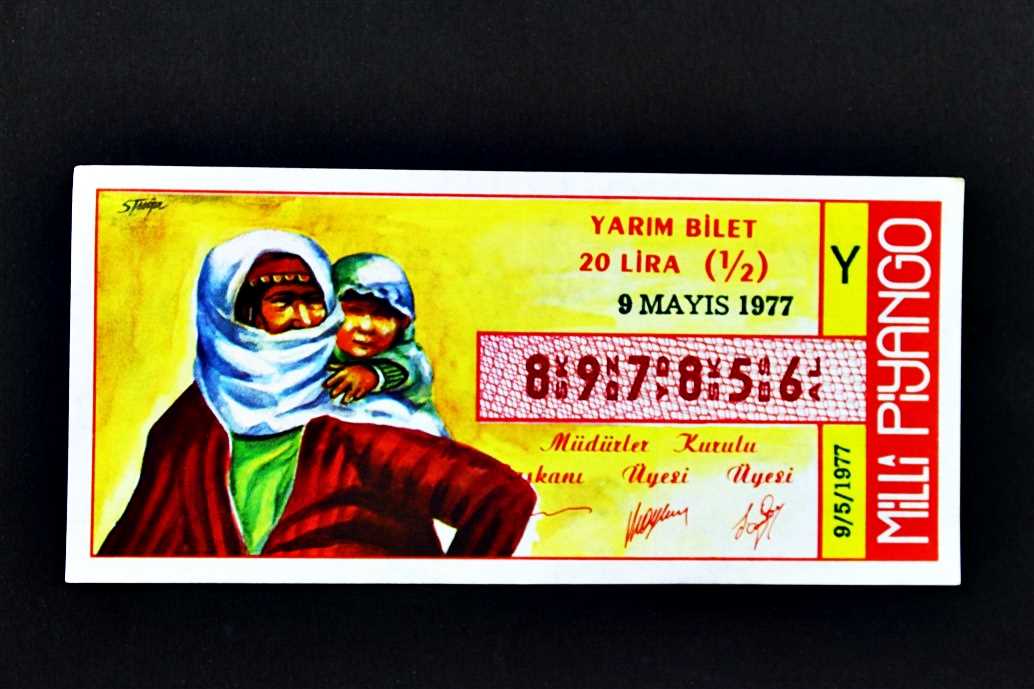 YARIM BİLET
20 LİRA (1/2)
9 MAYIS 1977
8 9 7 8 5 6
Müdürler Kurulu
Üyesi Üyesi
Y
9/5/1977
MİLLÎ PİYANGO